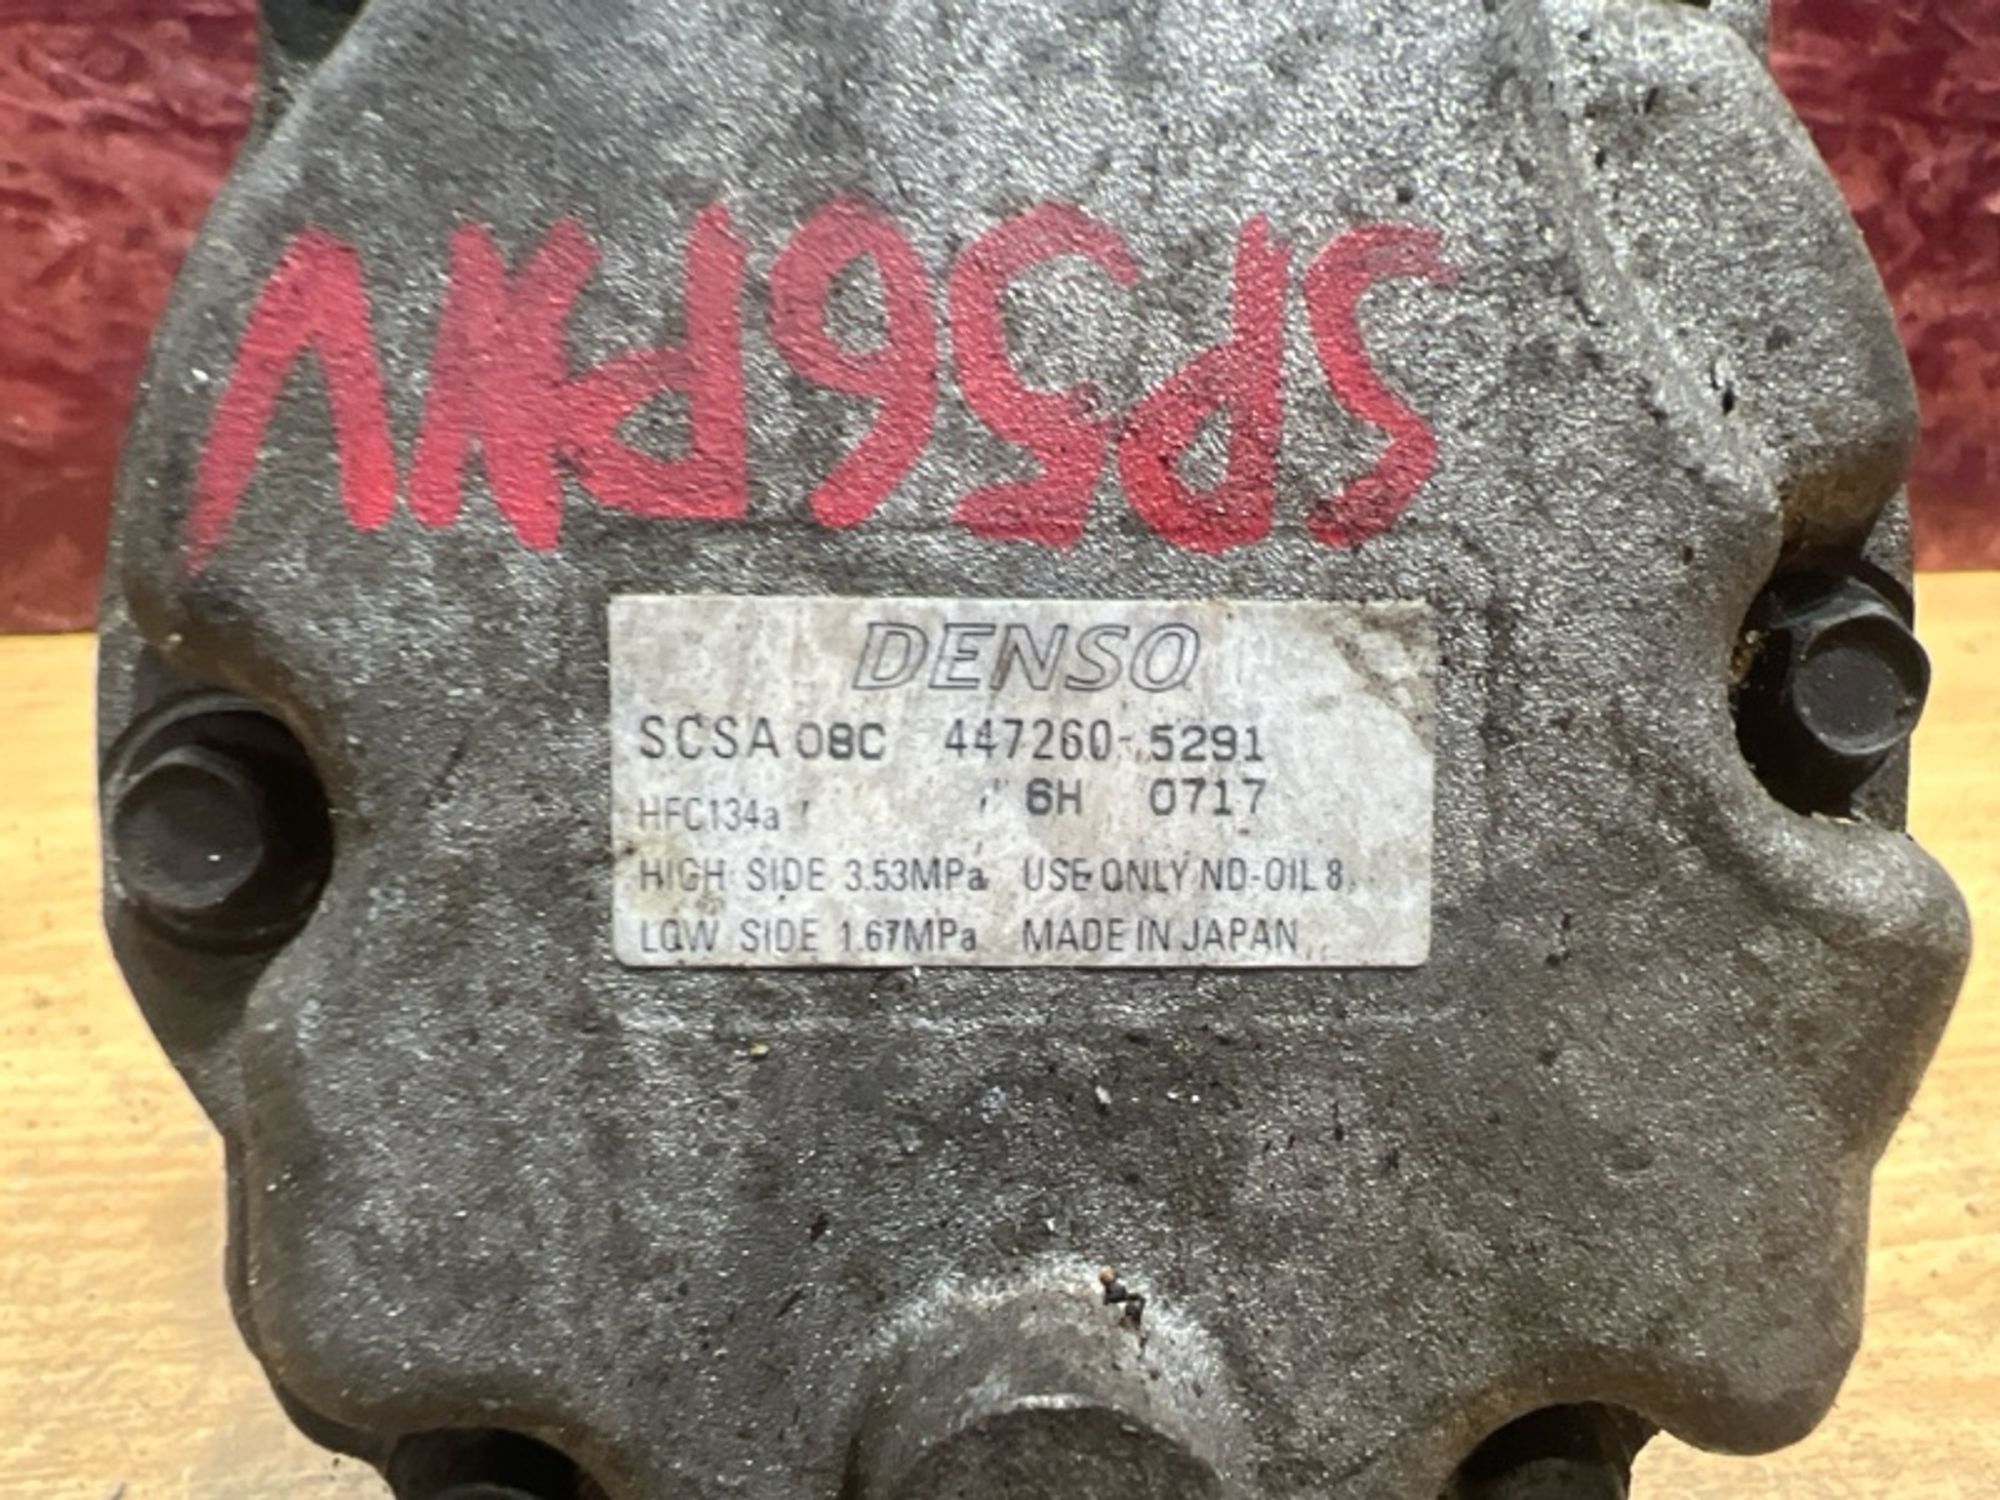 DENSO
SCSA 08C 447260-5291
HFC134a 6H 0717
HIGH SIDE 3.53MPa USE ONLY ND-OIL 8
LOW SIDE 1.67MPa MADE IN JAPAN